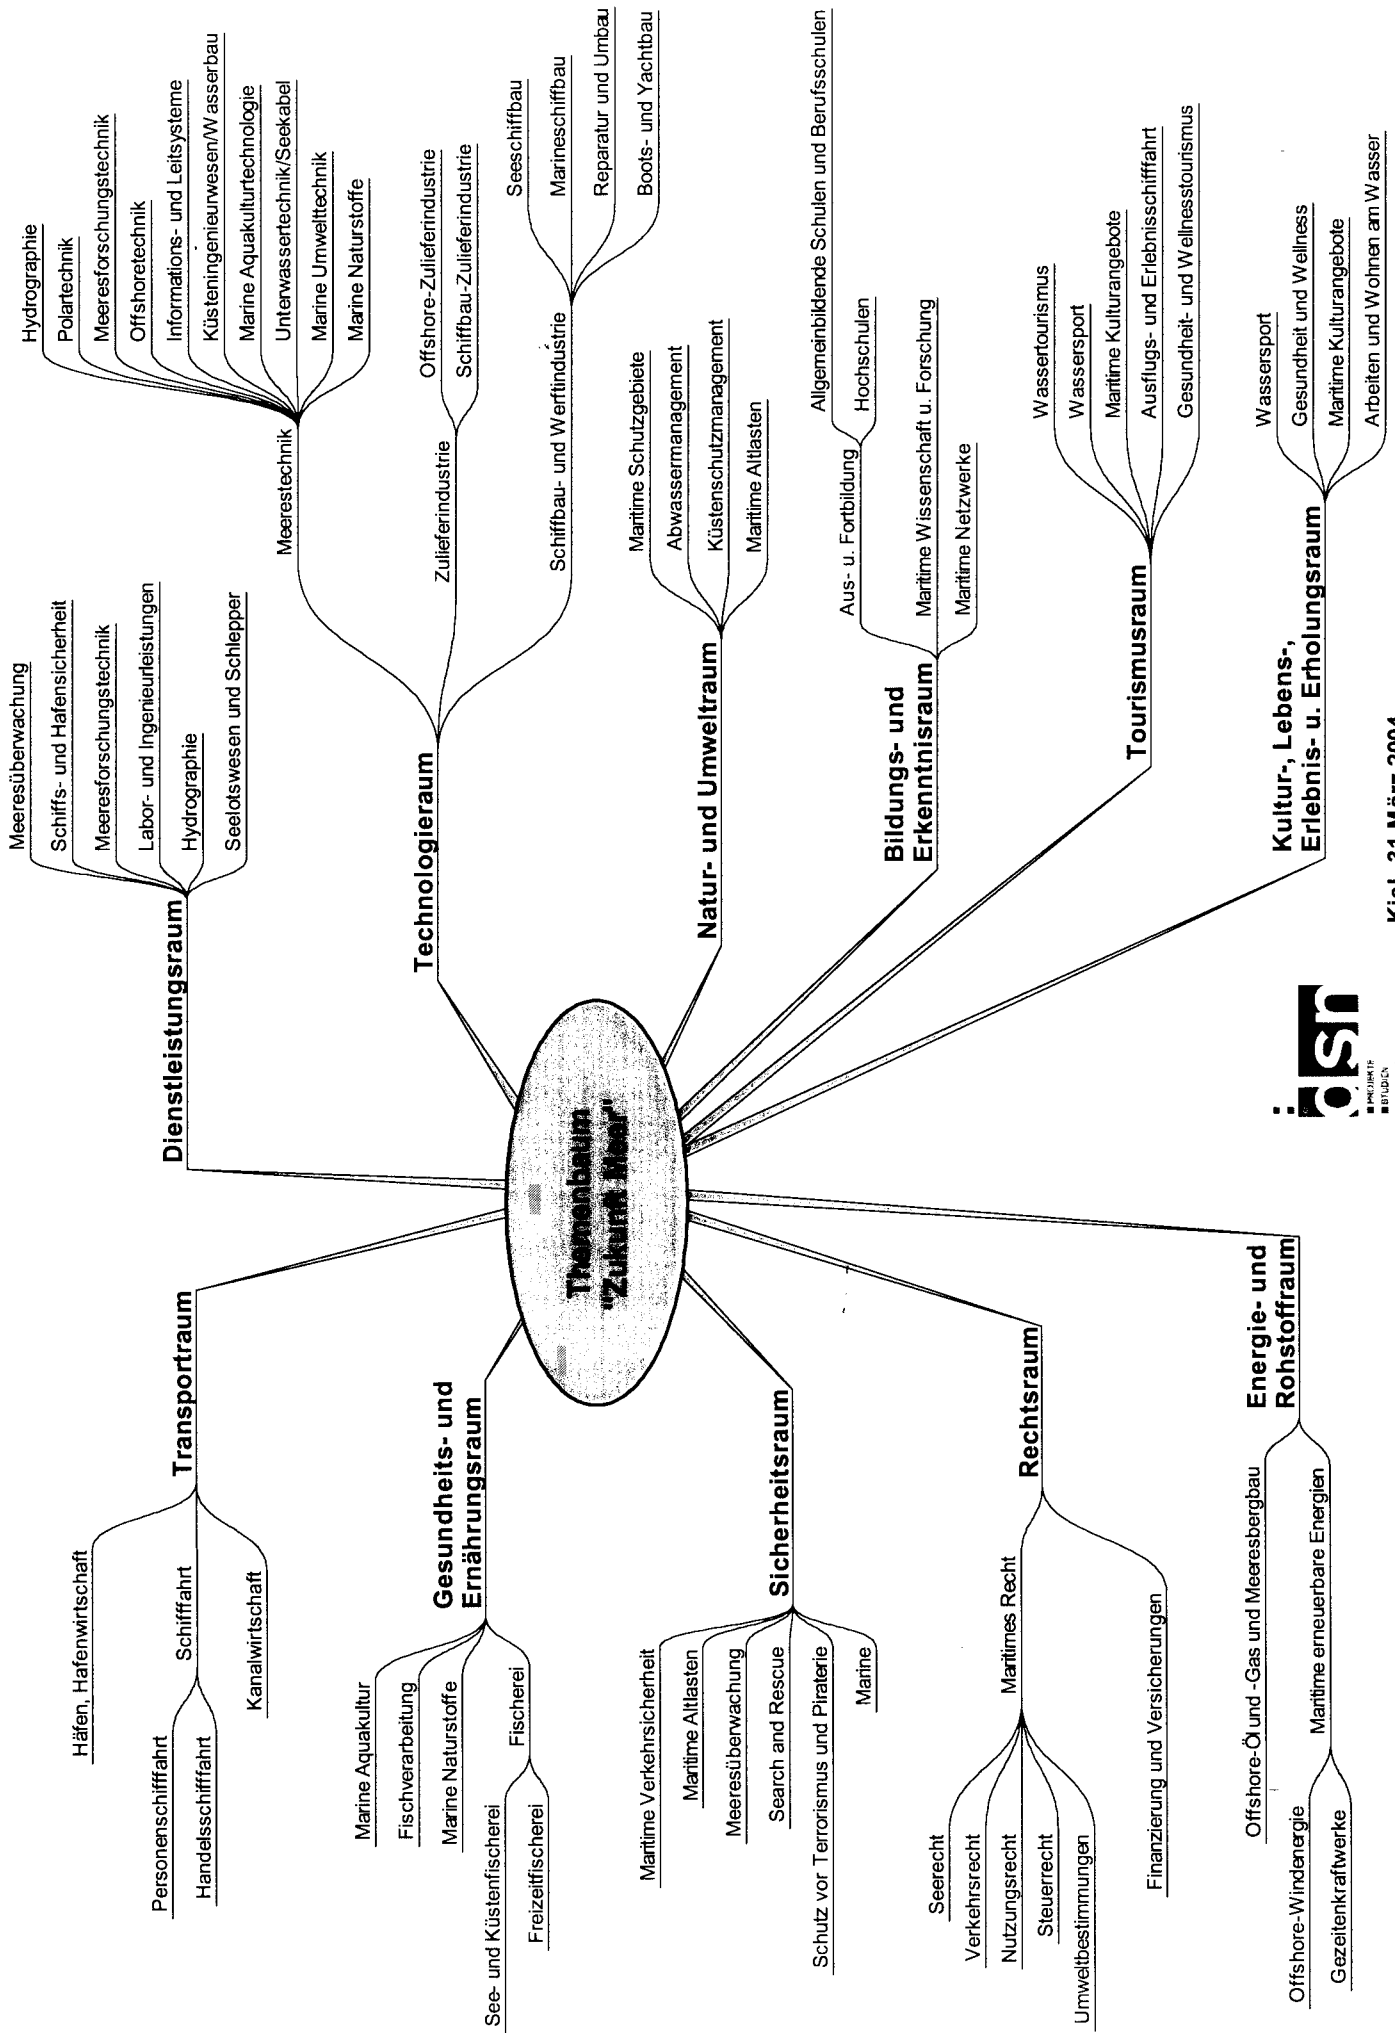 Themenbaum
"Zukunft Meer"
Transportraum
Häfen, Hafenwirtschaft
Schifffahrt
Personenschifffahrt
Handelsschifffahrt
Kanalwirtschaft
Gesundheits- und
Ernährungsraum
Marine Aquakultur
Fischverarbeitung
Marine Naturstoffe
Fischerei
See- und Küstenfischerei
Freizeitfischerei
Sicherheitsraum
Maritime Verkehrsicherheit
Maritime Altlasten
Meeresüberwachung
Search and Rescue
Schutz vor Terrorismus und Piraterie
Marine
Rechtsraum
Maritimes Recht
Seerecht
Verkehrsrecht
Nutzungsrecht
Steuerrecht
Umweltbestimmungen
Finanzierung und Versicherungen
Energie- und
Rohstoffraum
Offshore-Öl und -Gas und Meeresbergbau
Maritime erneuerbare Energien
Offshore-Windenergie
Gezeitenkraftwerke
Dienstleistungsraum
Meeresüberwachung
Schiffs- und Hafensicherheit
Meeresforschungstechnik
Labor- und Ingenieurleistungen
Hydrographie
Seelotswesen und Schlepper
Technologieraum
Meerestechnik
Hydrographie
Polartechnik
Meeresforschungstechnik
Offshoretechnik
Informations- und Leitsysteme
Küsteningenieurwesen/Wasserbau
Marine Aquakulturtechnologie
Unterwassertechnik/Seekabel
Marine Umwelttechnik
Marine Naturstoffe
Zulieferindustrie
Offshore-Zulieferindustrie
Schiffbau-Zulieferindustrie
Schiffbau- und Werftindustrie
Seeschiffbau
Marineschiffbau
Reparatur und Umbau
Boots- und Yachtbau
Natur- und Umweltraum
Maritime Schutzgebiete
Abwassermanagement
Küstenschutzmanagement
Maritime Altlasten
Bildungs- und
Erkenntnisraum
Aus- u. Fortbildung
Allgemeinbildende Schulen und Berufsschulen
Hochschulen
Maritime Wissenschaft u. Forschung
Maritime Netzwerke
Tourismusraum
Wassertourismus
Wassersport
Maritime Kulturangebote
Ausflugs- und Erlebnisschifffahrt
Gesundheit- und Wellnesstourismus
Kultur-, Lebens-,
Erlebnis- u. Erholungsraum
Wassersport
Gesundheit und Wellness
Maritime Kulturangebote
Arbeiten und Wohnen am Wasser
dsn
PROJEKTE
STUDIEN
Kiel, 31 März 2004